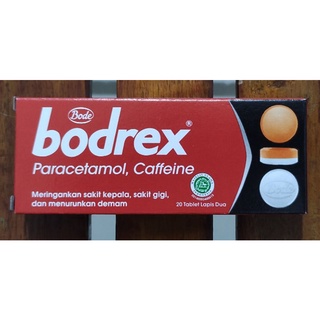 Bode
bodrex®
Paracetamol, Caffeine
Meringankan sakit kepala, sakit gigi,
dan menurunkan demam
20 Tablet Lapis Dua